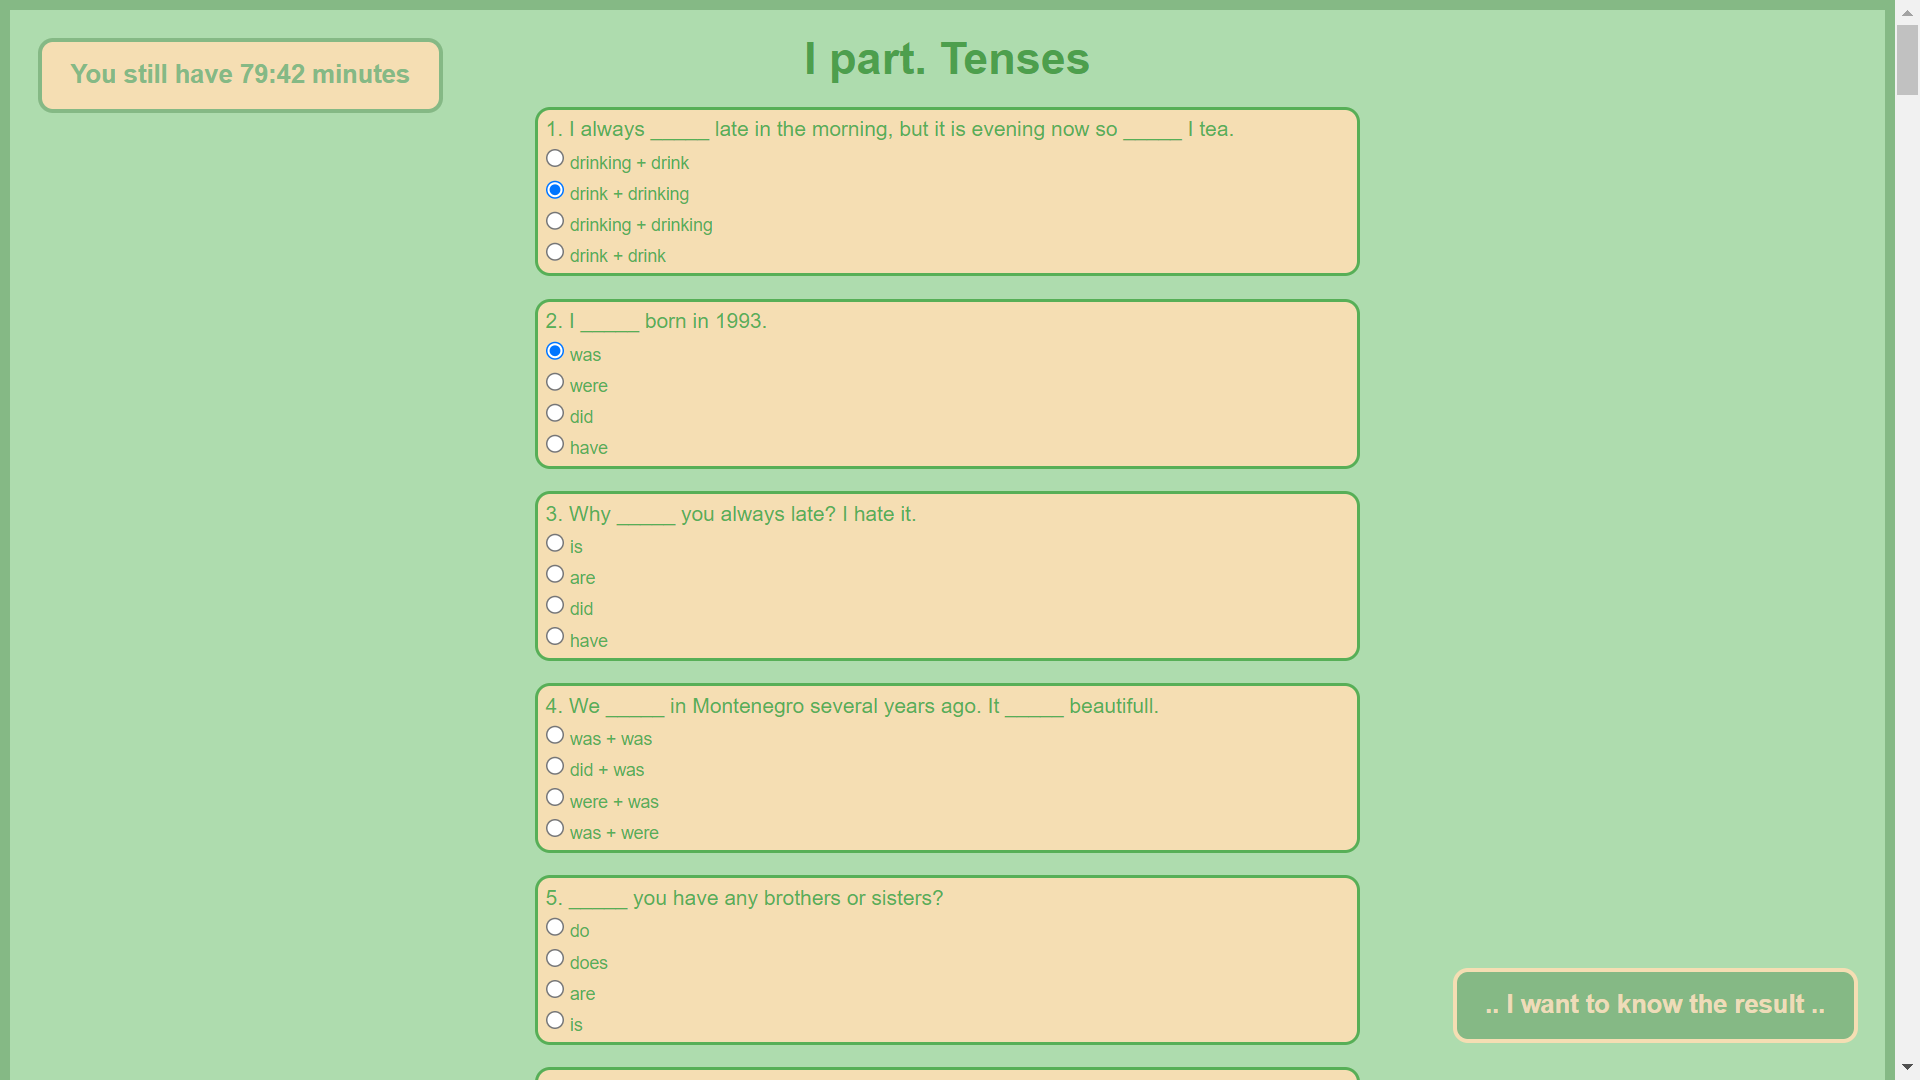 You still have 79:42 minutes
I part. Tenses
1. I always _____ late in the morning, but it is evening now so _____ I tea.
drinking + drink
drink + drinking
drinking + drinking
drink + drink
2. I _____ born in 1993.
was
were
did
have
3. Why _____ you always late? I hate it.
is
are
did
have
4. We _____ in Montenegro several years ago. It _____ beautifull.
was + was
did + was
were + was
was + were
5. _____ you have any brothers or sisters?
do
does
are
is
.. I want to know the result ..